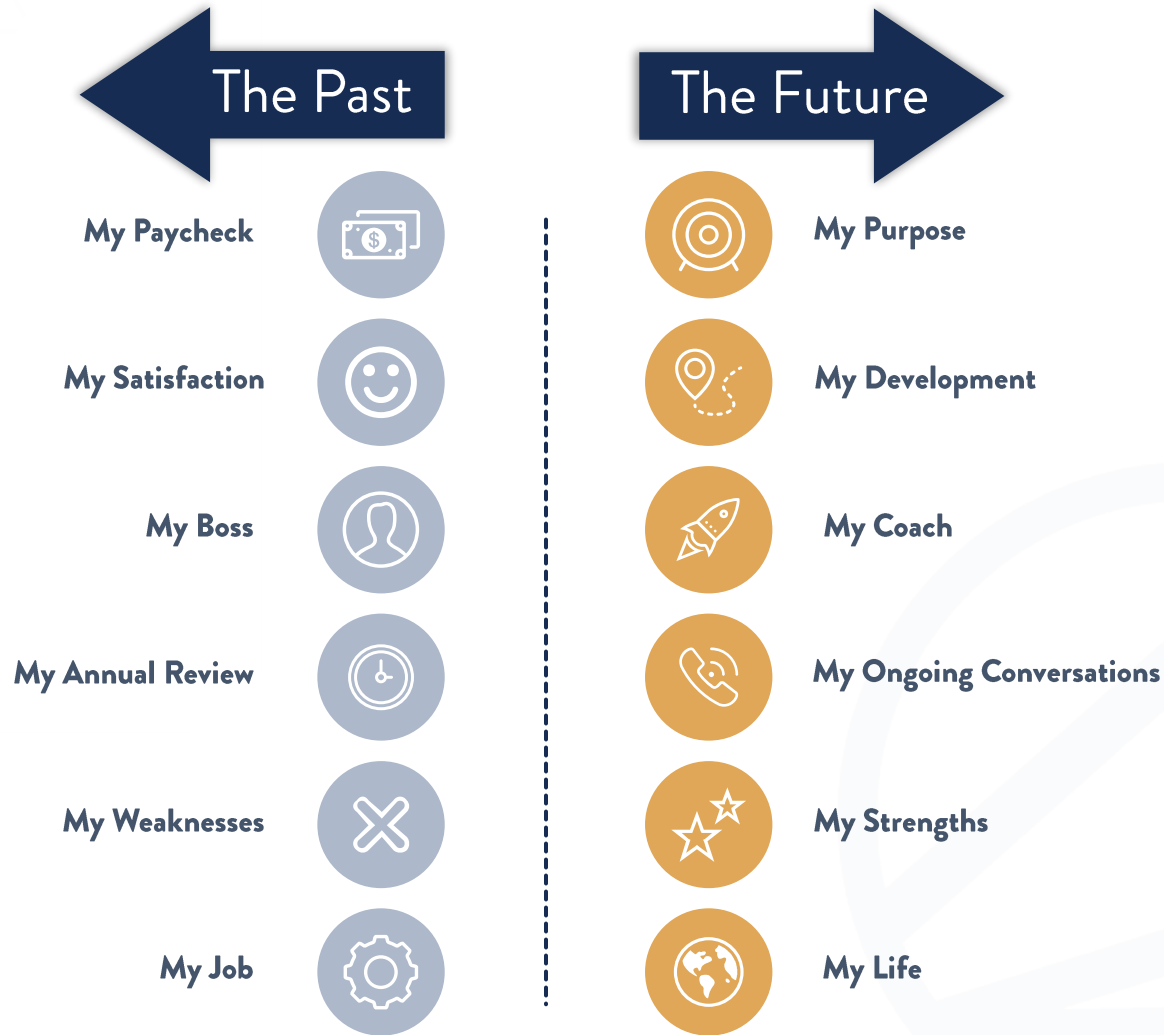 The Past
The Future
My Paycheck
My Purpose
$
My Satisfaction
My Development
My Boss
My Coach
My Annual Review
My Ongoing Conversations
My Weaknesses
My Strengths
My Job
My Life